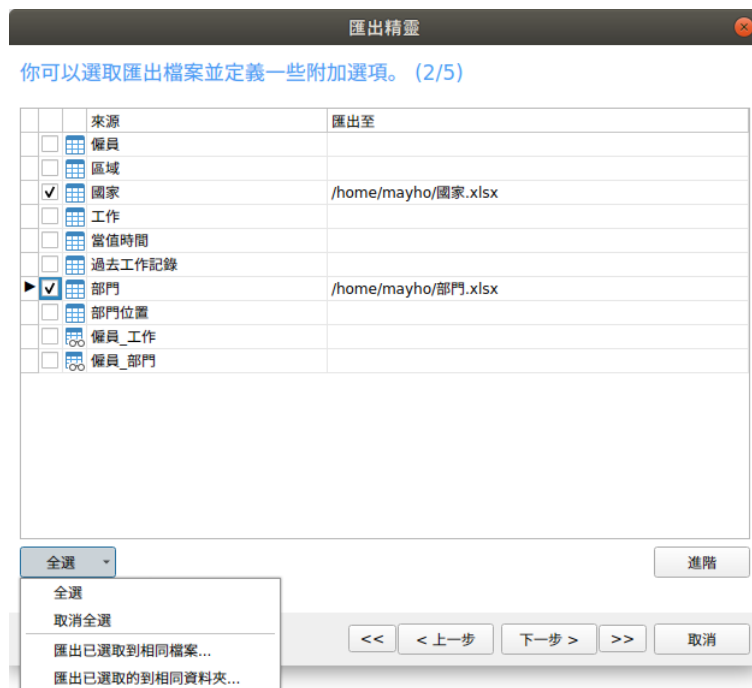 匯出精靈
你可以選取匯出檔案並定義一些附加選項。 (2/5)
來源 匯出至
僱員
區域
國家 /home/mayho/國家.xlsx
工作
當值時間
過去工作記錄
部門 /home/mayho/部門.xlsx
部門位置
僱員_工作
僱員_部門
全選 進階
全選
取消全選
<< < 上一步 下一步 > >> 取消
匯出已選取到相同檔案...
匯出已選取的到相同資料夾...